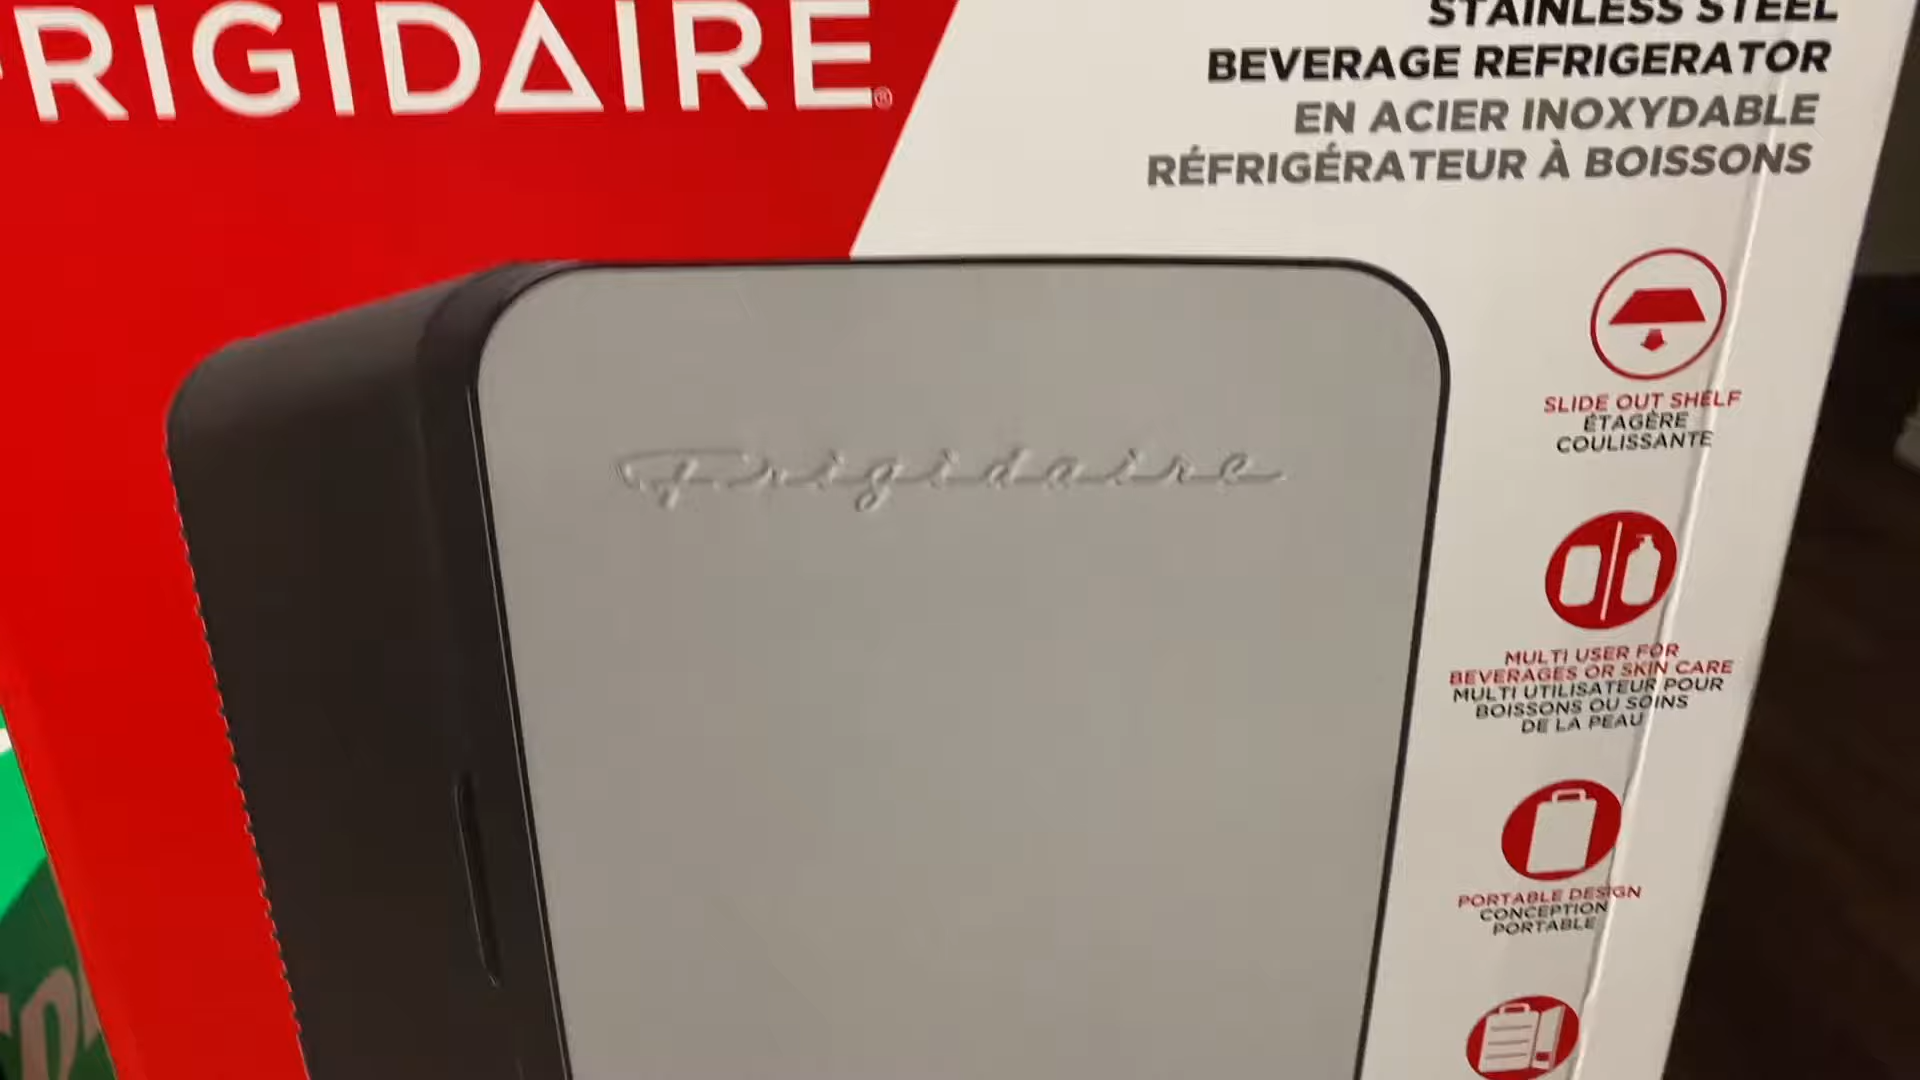 FRIGIDAIRE®
STAINLESS STEEL
BEVERAGE REFRIGERATOR
EN ACIER INOXYDABLE
RÉFRIGÉRATEUR À BOISSONS
Frigidaire
SLIDE OUT SHELF
ÉTAGÈRE
COULISSANTE
MULTI USER FOR
BEVERAGES OR SKIN CARE
MULTI UTILISATEUR POUR
BOISSONS OU SOINS
DE LA PEAU
PORTABLE DESIGN
CONCEPTION
PORTABLE